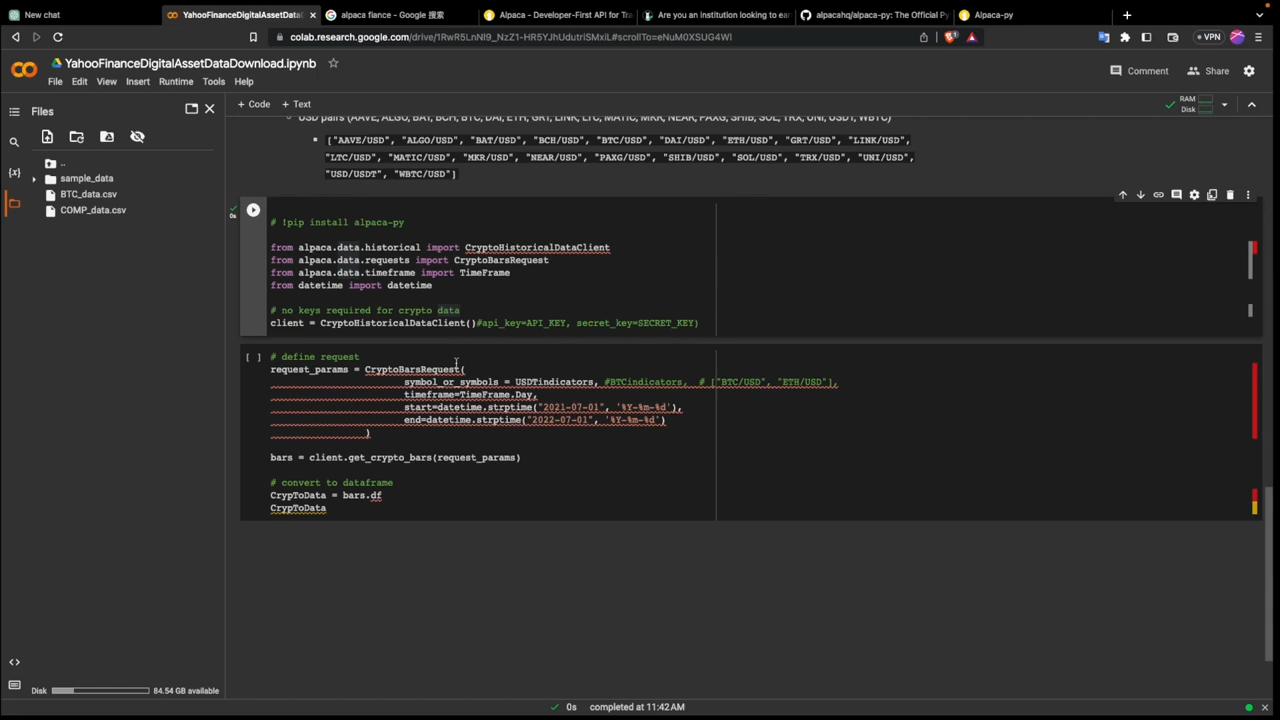 New chat
YahooFinanceDigitalAssetData
alpaca fiance - Google 搜索
Alpaca - Developer-First API for Tra
Are you an institution looking to ear
alpacahq/alpaca-py: The Official Py
Alpaca-py
colab.research.google.com/drive/1RwR5LnNl9_NzZ1-HR5YJhUdutriSMxiL#scrollTo=eNuM0XSUG4WI
VPN
YahooFinanceDigitalAssetDataDownload.ipynb
File Edit View Insert Runtime Tools Help
Comment
Share
Files
+ Code + Text
RAM
Disk
..
sample_data
BTC_data.csv
COMP_data.csv
USD pairs (AAVE, ALGO, BAT, BCH, BTC, DAI, ETH, GRT, LINK, LTC, MATIC, MKR, NEAR, PAXG, SHIB, SOL, TRX, UNI, USDT, WBTC)
["AAVE/USD", "ALGO/USD", "BAT/USD", "BCH/USD", "BTC/USD", "DAI/USD", "ETH/USD", "GRT/USD", "LINK/USD",
"LTC/USD", "MATIC/USD", "MKR/USD", "NEAR/USD", "PAXG/USD", "SHIB/USD", "SOL/USD", "TRX/USD", "UNI/USD",
"USD/USDT", "WBTC/USD"]
0s
# !pip install alpaca-py
from alpaca.data.historical import CryptoHistoricalDataClient
from alpaca.data.requests import CryptoBarsRequest
from alpaca.data.timeframe import TimeFrame
from datetime import datetime
# no keys required for crypto data
client = CryptoHistoricalDataClient()#api_key=API_KEY, secret_key=SECRET_KEY)
[ ] # define request
request_params = CryptoBarsRequest(
symbol_or_symbols = USDTindicators, #BTCindicators, # ["BTC/USD", "ETH/USD"],
timeframe=TimeFrame.Day,
start=datetime.strptime("2021-07-01", '%Y-%m-%d'),
end=datetime.strptime("2022-07-01", '%Y-%m-%d')
)
bars = client.get_crypto_bars(request_params)
# convert to dataframe
CrypToData = bars.df
CrypToData
Disk
84.54 GB available
0s completed at 11:42AM